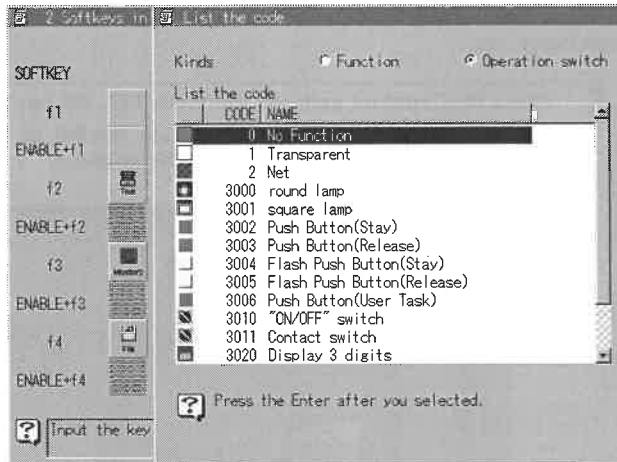 2 Softkeys in
List the code
SOFTKEY
f1
ENABLE+f1
f2
ENABLE+f2
f3
ENABLE+f3
f4
ENABLE+f4
Input the key
Kinds
Function
Operation switch
List the code
CODE NAME
0 No Function
1 Transparent
2 Net
3000 round lamp
3001 square lamp
3002 Push Button(Stay)
3003 Push Button(Release)
3004 Flash Push Button(Stay)
3005 Flash Push Button(Release)
3006 Push Button(User Task)
3010 "ON/OFF" switch
3011 Contact switch
3020 Display 3 digits
Press the Enter after you selected.